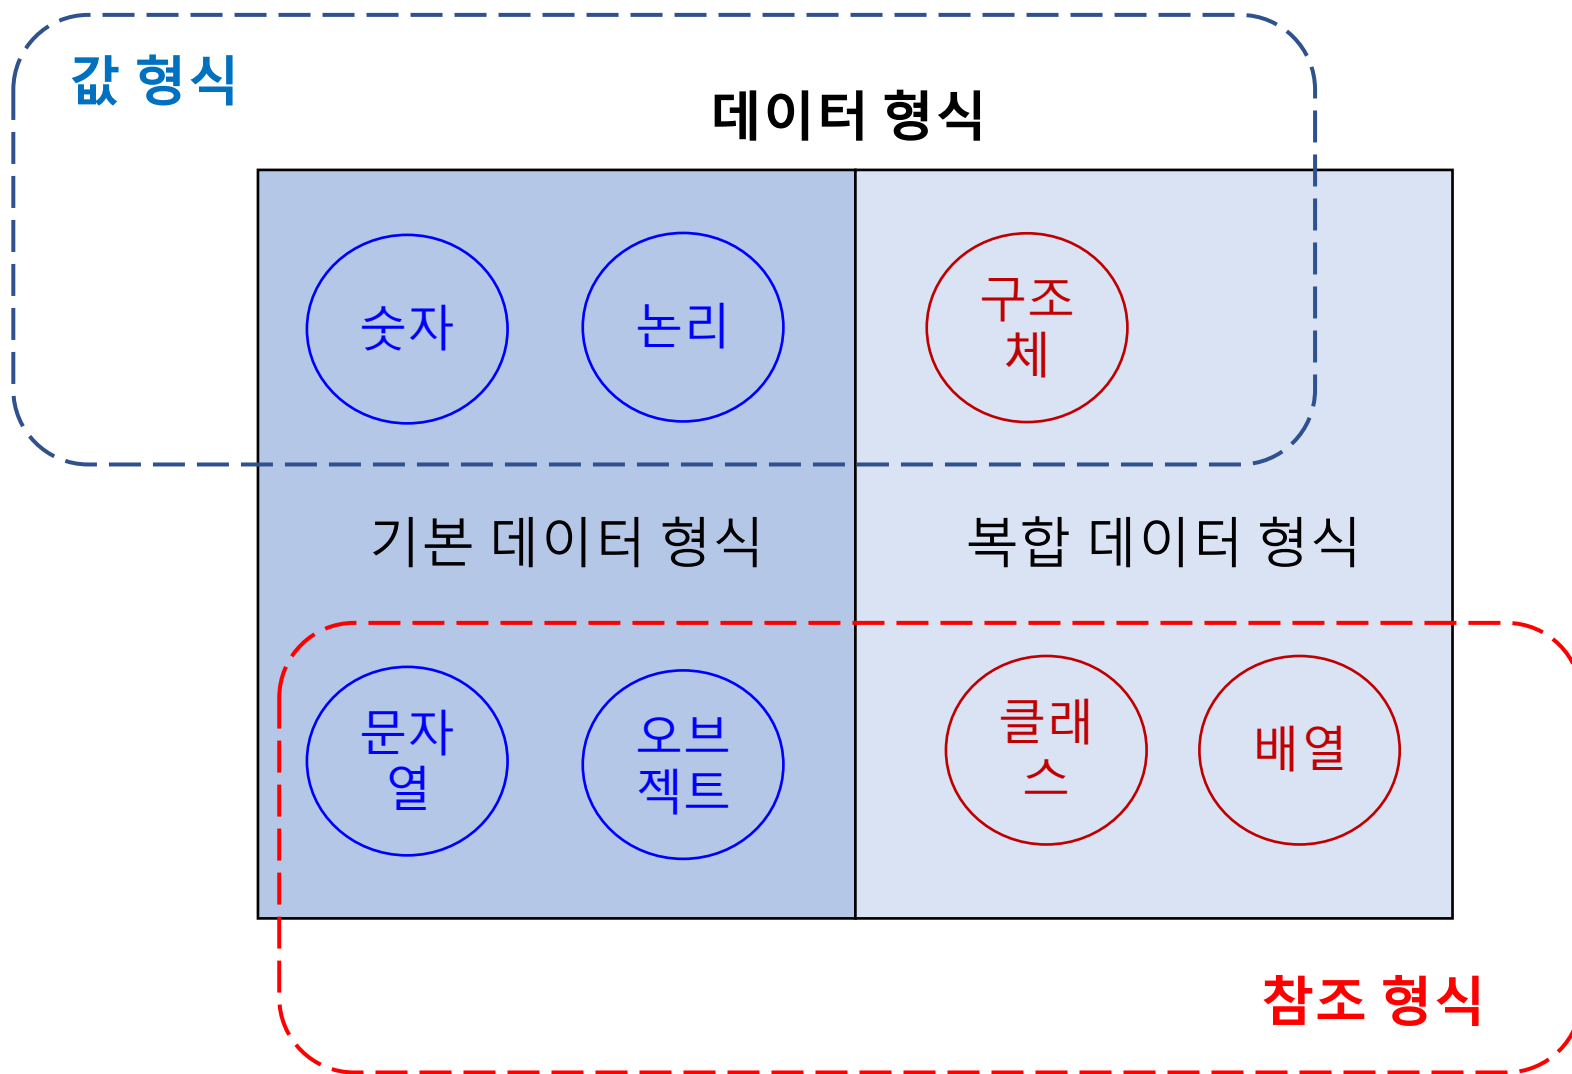 값 형식
데이터 형식
숫자
논리
구조
체
기본 데이터 형식
복합 데이터 형식
문자
열
오브
젝트
클래
스
배열
참조 형식